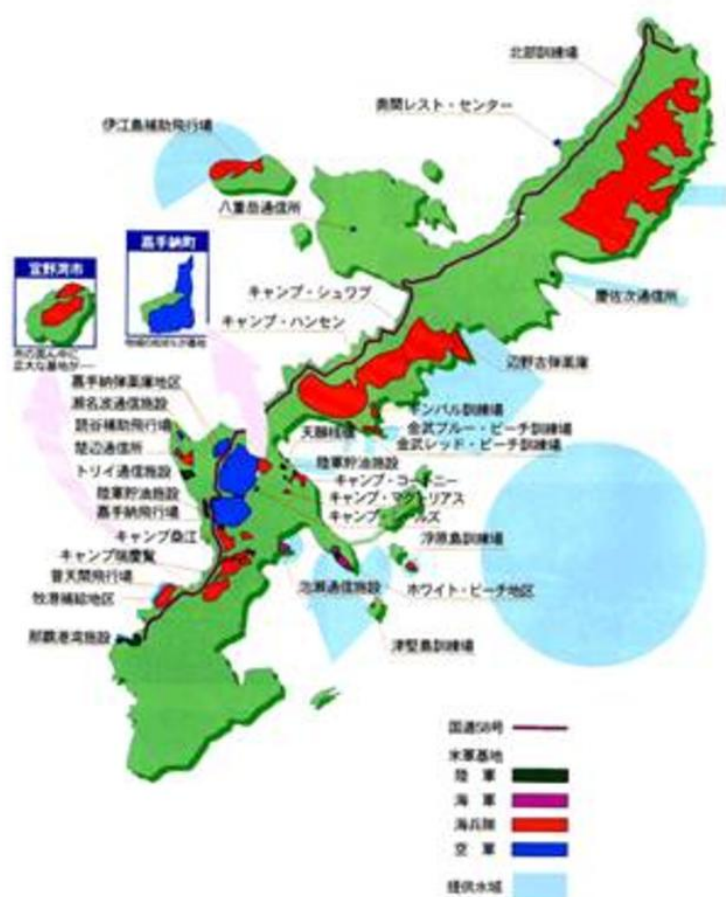 北部訓練場
奥間レスト・センター
伊江島補助飛行場
八重岳通信所
嘉手納町
宜野湾市
慶佐次通信所
キャンプ・シュワブ
キャンプ・ハンセン
市の真ん中に
広大な基地が……
辺野古弾薬庫
嘉手納弾薬庫地区
瀬名波通信施設
ギンバル訓練場
読谷補助飛行場
天願桟橋
金武ブルー・ビーチ訓練場
楚辺通信所
金武レッド・ビーチ訓練場
トリイ通信施設
陸軍貯油施設
キャンプ・コートニー
陸軍貯油施設
キャンプ・マクトリアス
嘉手納飛行場
キャンプ桑江
浮原島訓練場
キャンプ瑞慶覧
普天間飛行場
泡瀬通信施設
ホワイト・ビーチ地区
牧港補給地区
那覇港湾施設
津堅島訓練場
国道58号
米軍基地
陸 軍
海 軍
海兵隊
空 軍
提供水域